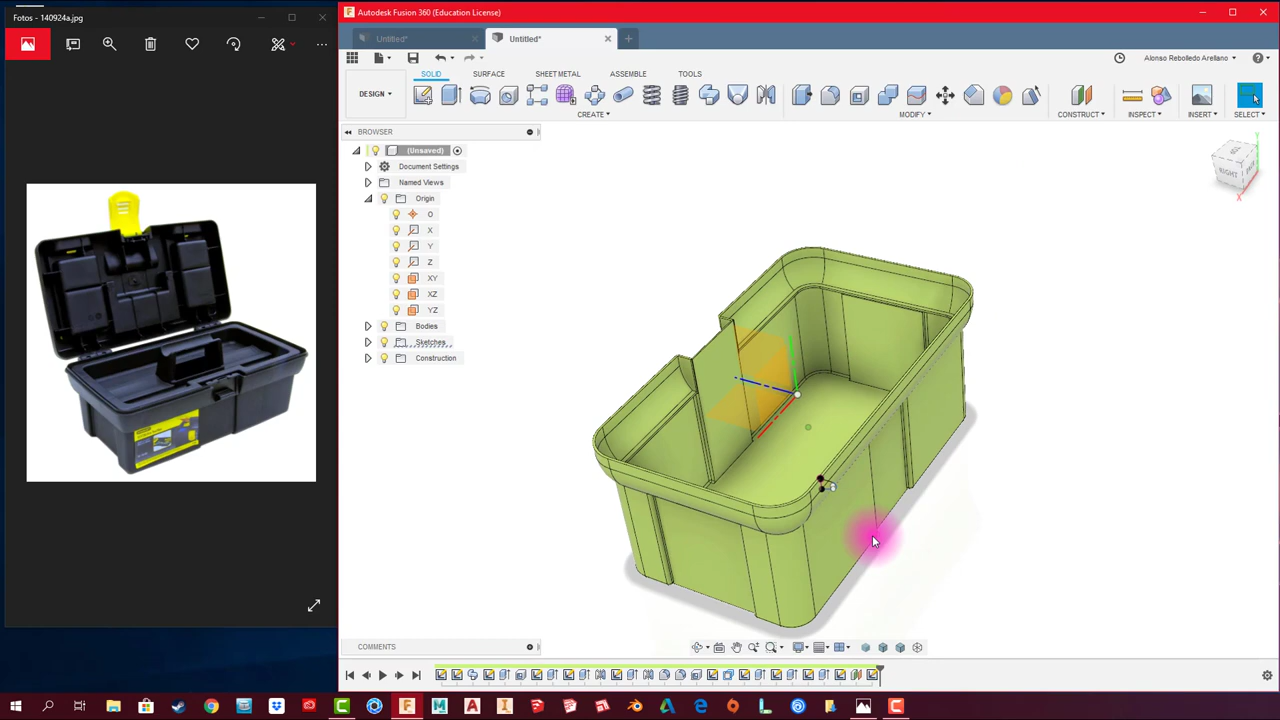 Fotos - 140924a.jpg
Autodesk Fusion 360 (Education License)
Untitled*
Untitled*
Alonso Rebolledo Arellano
DESIGN
SOLID
SURFACE
SHEET METAL
ASSEMBLE
TOOLS
CREATE
MODIFY
CONSTRUCT
INSPECT
INSERT
SELECT
BROWSER
(Unsaved)
Document Settings
Named Views
Origin
O
X
Y
Z
XY
XZ
YZ
Bodies
Sketches
Construction
RIGHT
Y
X
COMMENTS